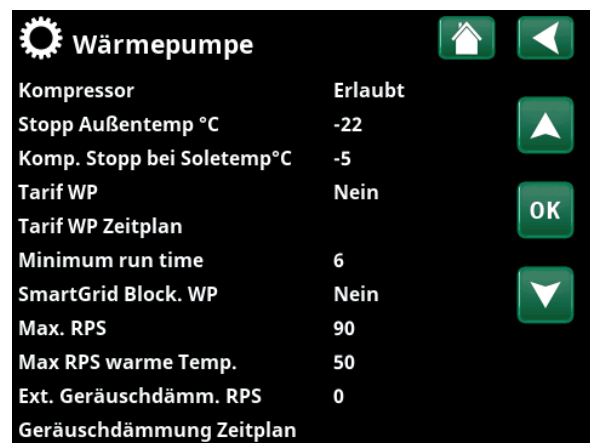 Wärmepumpe
Kompressor Erlaubt
Stopp Außentemp °C -22
Komp. Stopp bei Soletemp°C -5
Tarif WP Nein
Tarif WP Zeitplan
OK
Minimum run time 6
SmartGrid Block. WP Nein
Max. RPS 90
Max RPS warme Temp. 50
Ext. Geräuschdämm. RPS 0
Geräuschdämmung Zeitplan